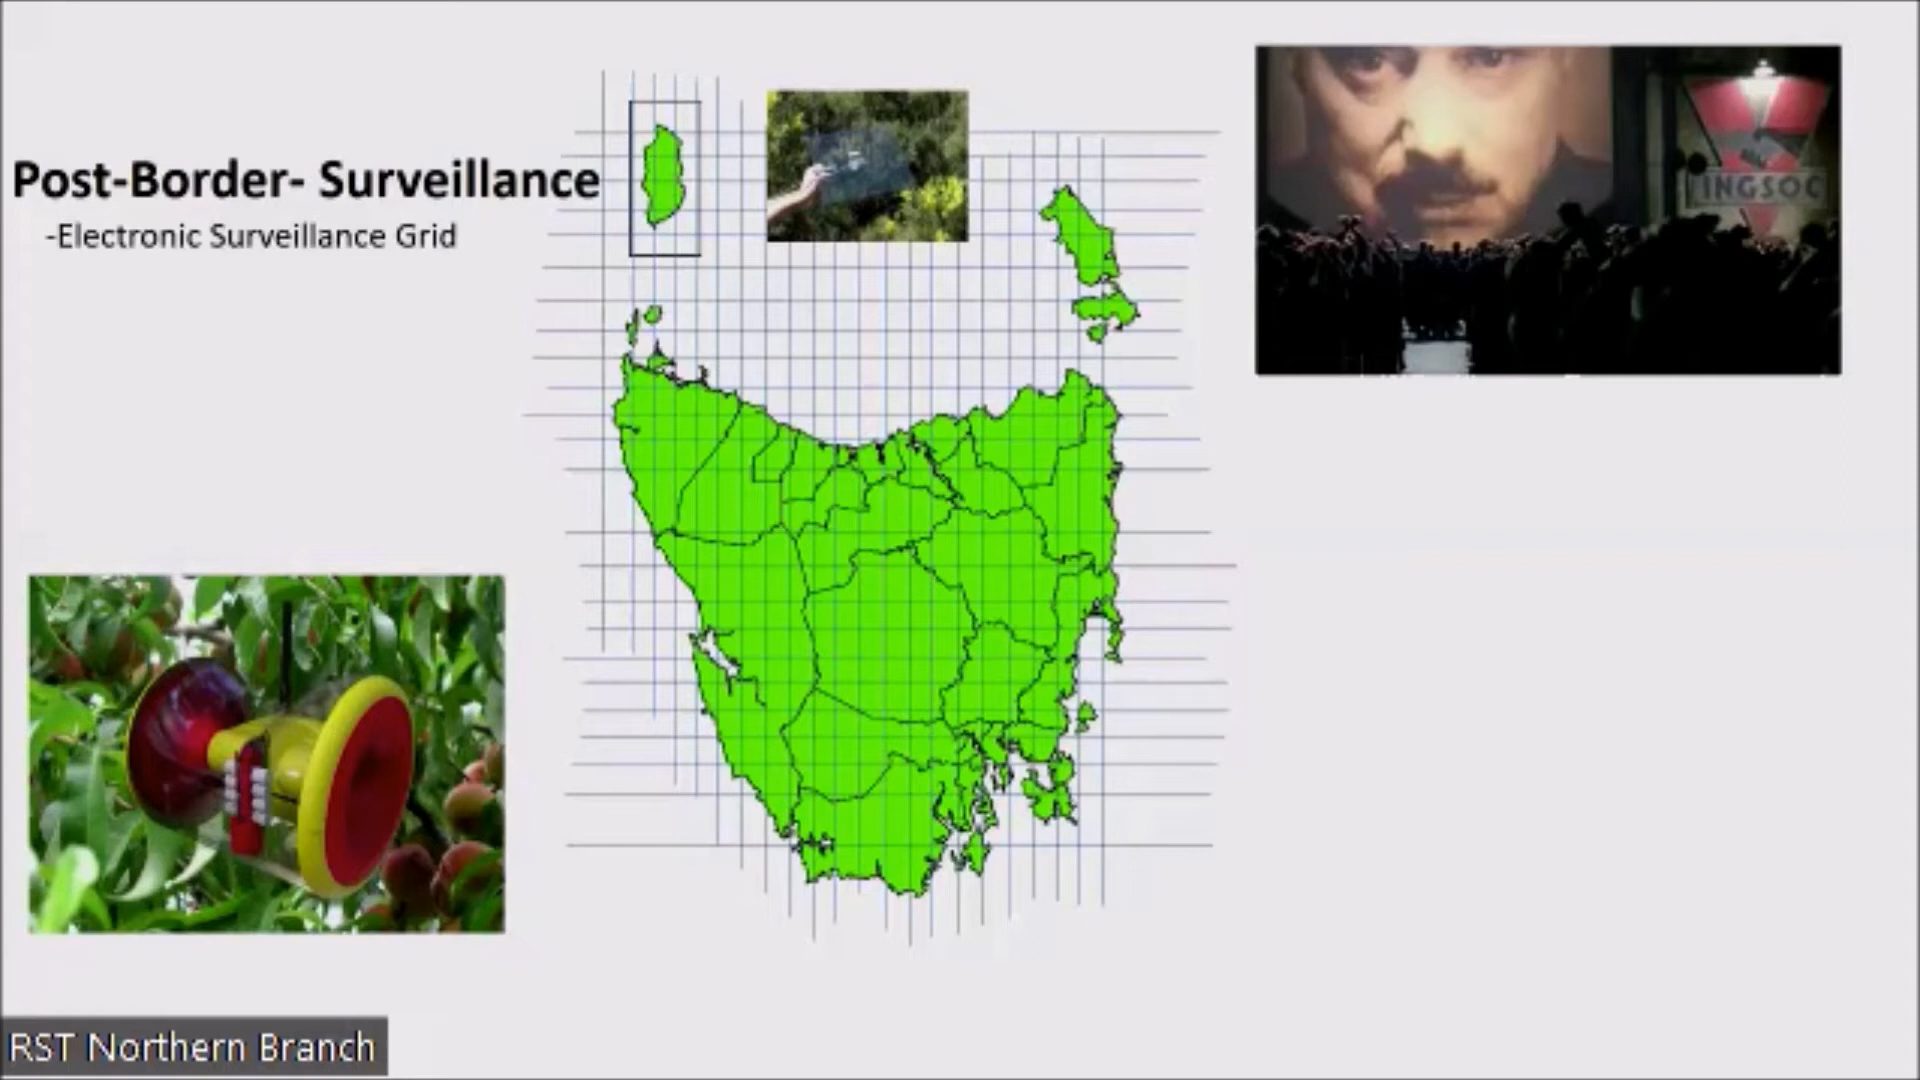 Post-Border- Surveillance
-Electronic Surveillance Grid
INGSOC
RST Northern Branch